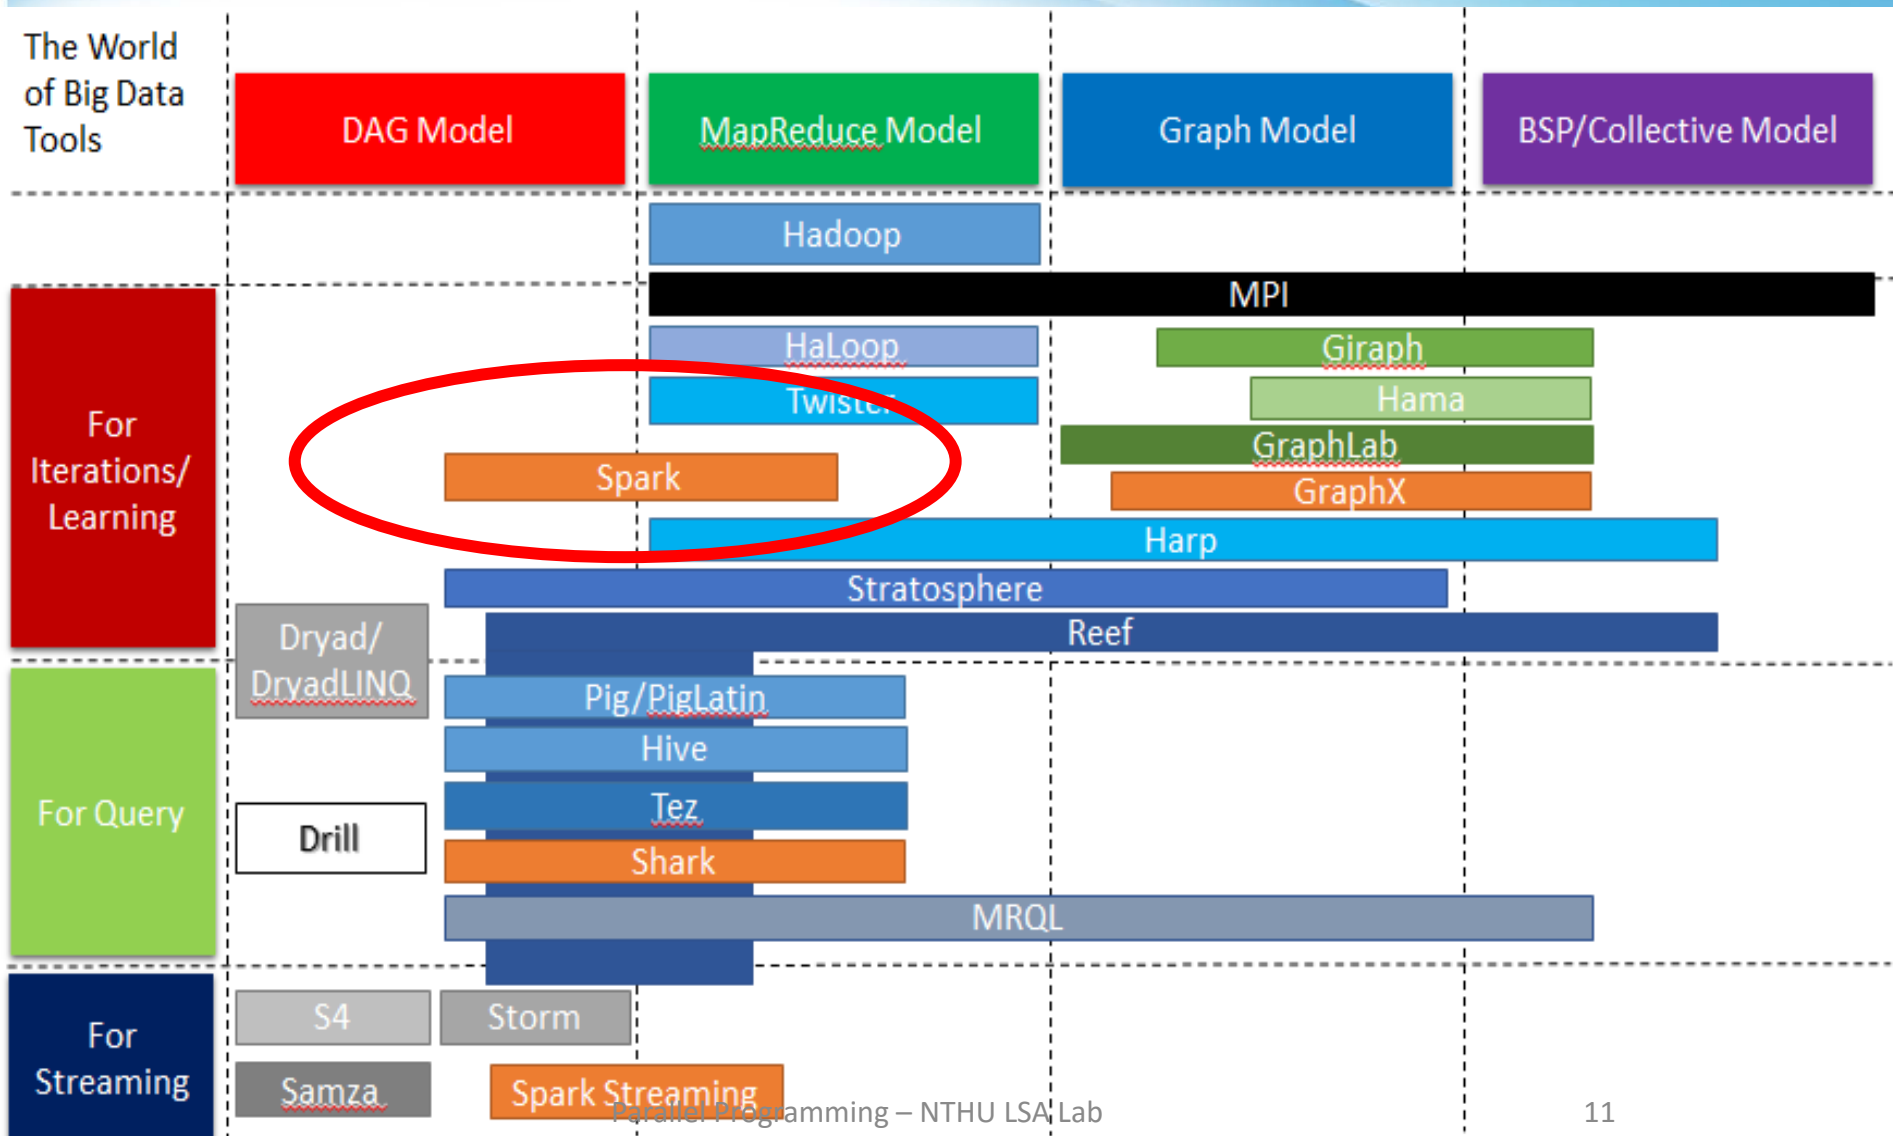 The World
of Big Data
Tools
DAG Model
MapReduce Model
Graph Model
BSP/Collective Model
Hadoop
MPI
For
Iterations/
Learning
HaLoop
Giraph
Twister
Hama
GraphLab
Spark
GraphX
Harp
Stratosphere
Reef
Dryad/
DryadLINQ
For Query
Pig/PigLatin
Hive
Tez
Drill
Shark
MRQL
For
Streaming
S4
Storm
Samza
Spark Streaming
Parallel Programming – NTHU LSA Lab
11